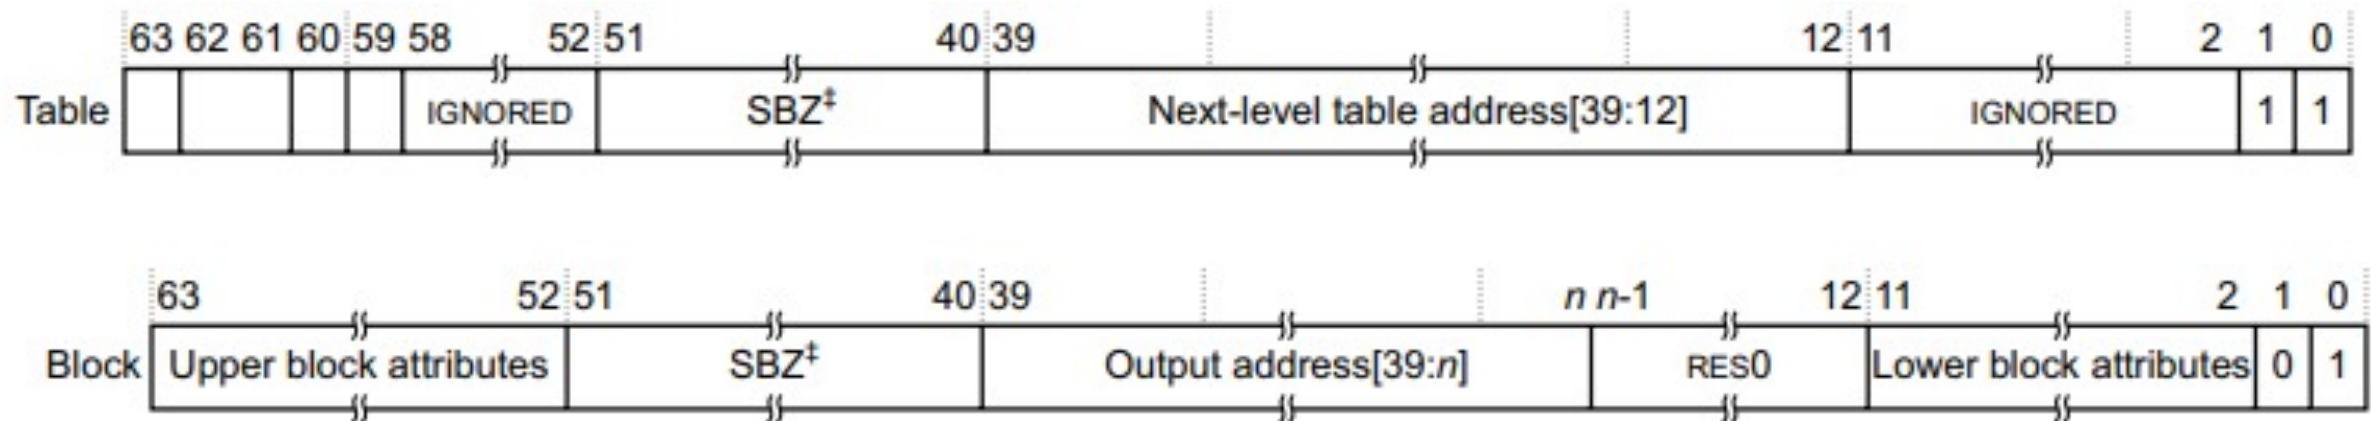 63 62 61 60 59 58 52 51 40 39 12 11 2 1 0
Table IGNORED SBZ‡ Next-level table address[39:12] IGNORED 1 1
63 52 51 40 39 n n-1 12 11 2 1 0
Block Upper block attributes SBZ‡ Output address[39:n] RES0 Lower block attributes 0 1